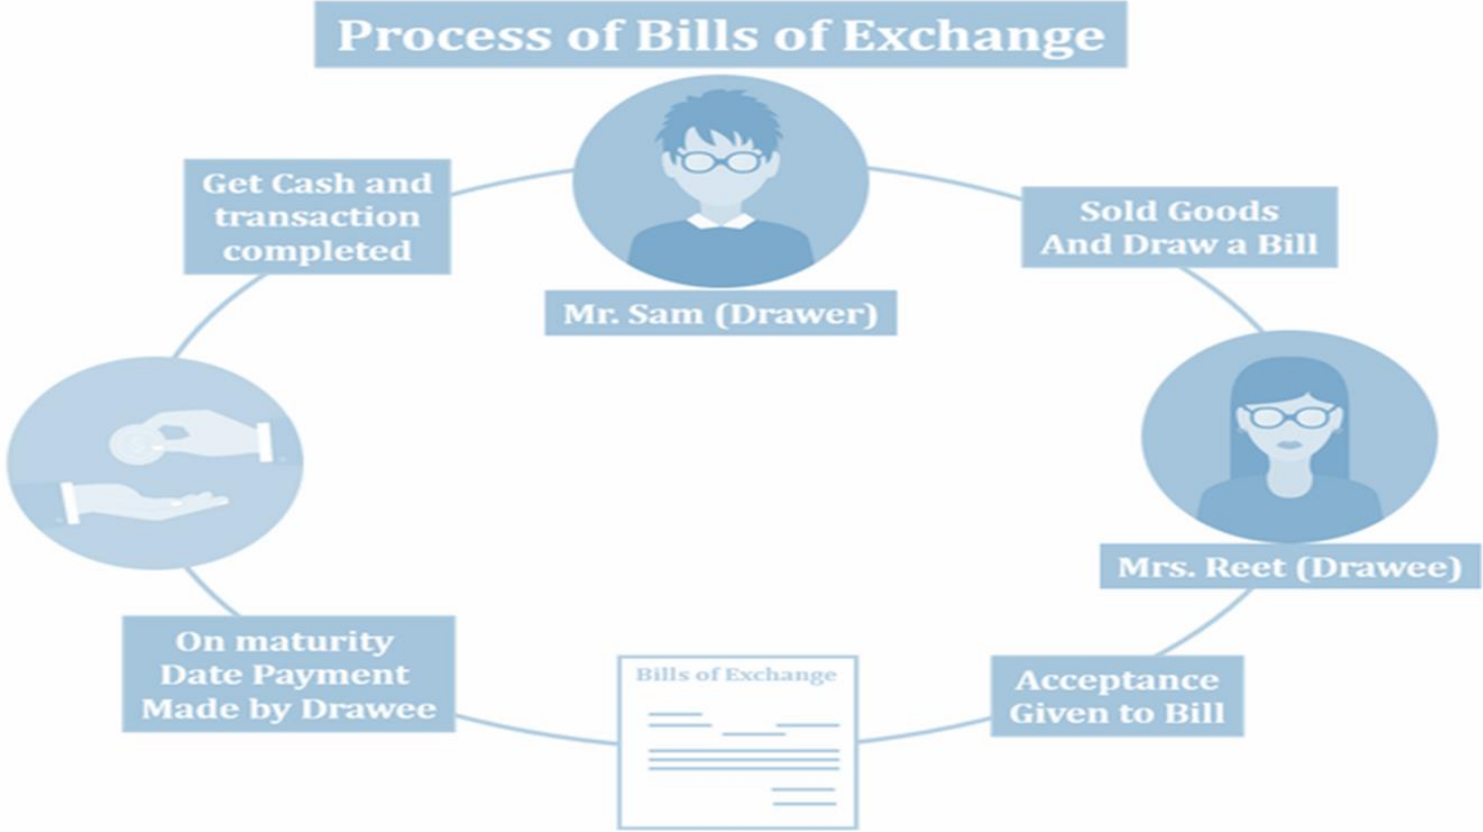 Process of Bills of Exchange
Get Cash and
transaction
completed
Sold Goods
And Draw a Bill
Mr. Sam (Drawer)
Mrs. Reet (Drawee)
On maturity
Date Payment
Made by Drawee
Bills of Exchange
Acceptance
Given to Bill